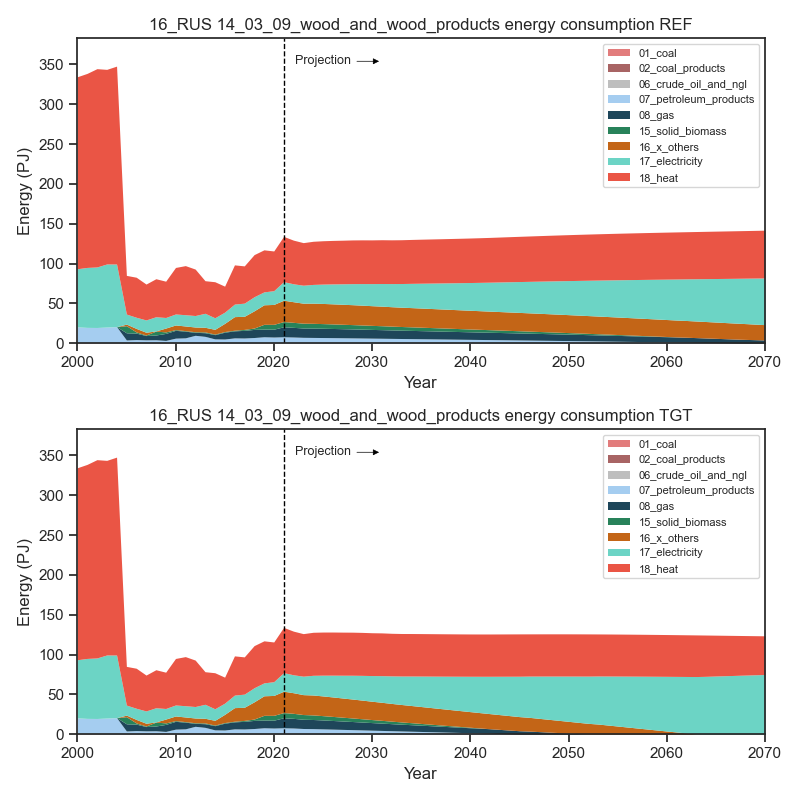 16_RUS 14_03_09_wood_and_wood_products energy consumption REF
Energy (PJ)
350
300
250
200
150
100
50
0
Projection
01_coal
02_coal_products
06_crude_oil_and_ngl
07_petroleum_products
08_gas
15_solid_biomass
16_x_others
17_electricity
18_heat
2000 2010 2020 2030 2040 2050 2060 2070
Year
16_RUS 14_03_09_wood_and_wood_products energy consumption TGT
Energy (PJ)
350
300
250
200
150
100
50
0
Projection
01_coal
02_coal_products
06_crude_oil_and_ngl
07_petroleum_products
08_gas
15_solid_biomass
16_x_others
17_electricity
18_heat
2000 2010 2020 2030 2040 2050 2060 2070
Year